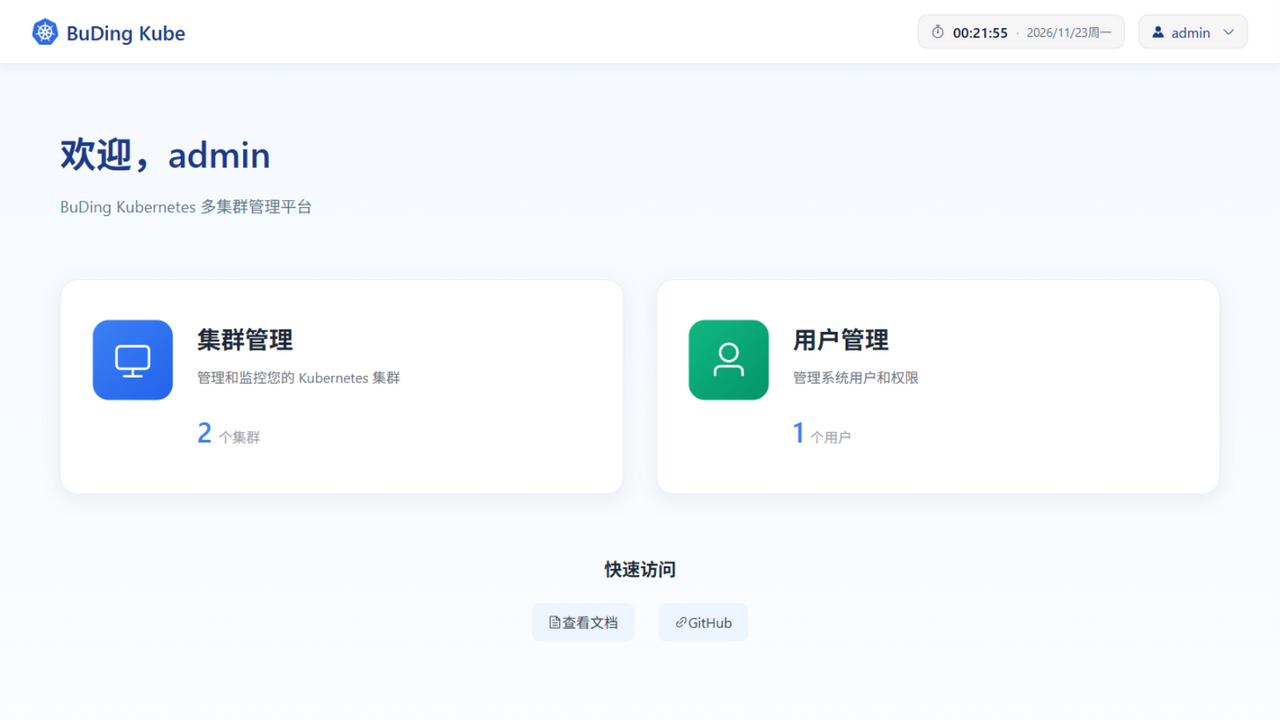 BuDing Kube
00:21:55 · 2026/11/23周一
admin
欢迎，admin
BuDing Kubernetes 多集群管理平台
集群管理
管理和监控您的 Kubernetes 集群
2 个集群
用户管理
管理系统用户和权限
1 个用户
快速访问
查看文档
GitHub